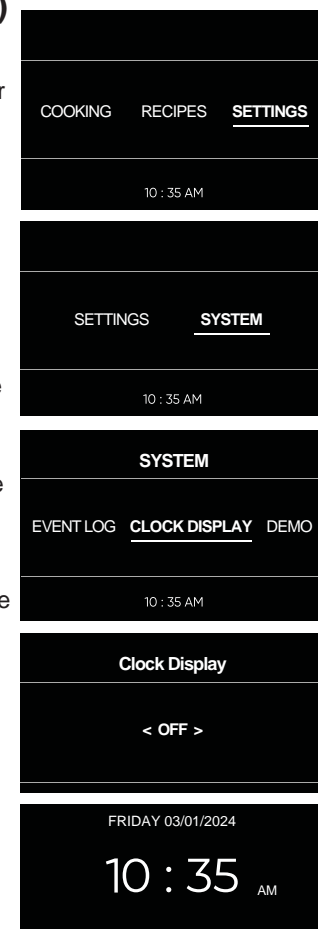 )
r
COOKING RECIPES SETTINGS
10 : 35 AM
SETTINGS SYSTEM
e
10 : 35 AM
SYSTEM
e
EVENT LOG CLOCK DISPLAY DEMO
e
10 : 35 AM
Clock Display
< OFF >
FRIDAY 03/01/2024
10 : 35 AM